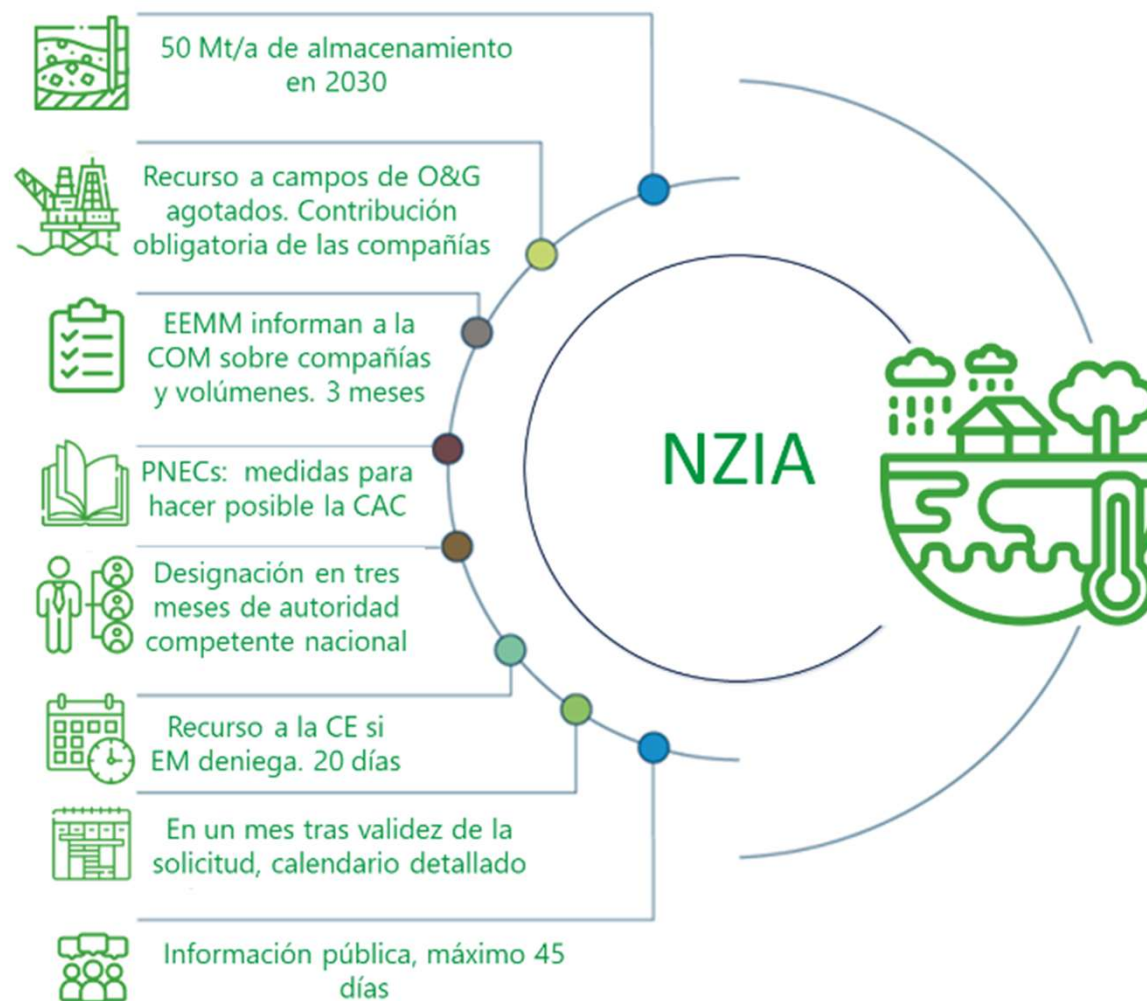 50 Mt/a de almacenamiento
en 2030
Recurso a campos de O&G
agotados. Contribución
obligatoria de las compañías
EEMM informan a la
COM sobre compañías
y volúmenes. 3 meses
PNECs: medidas para
hacer posible la CAC
Designación en tres
meses de autoridad
competente nacional
Recurso a la CE si
EM deniega. 20 días
En un mes tras validez de la
solicitud, calendario detallado
Información pública, máximo 45
días
NZIA